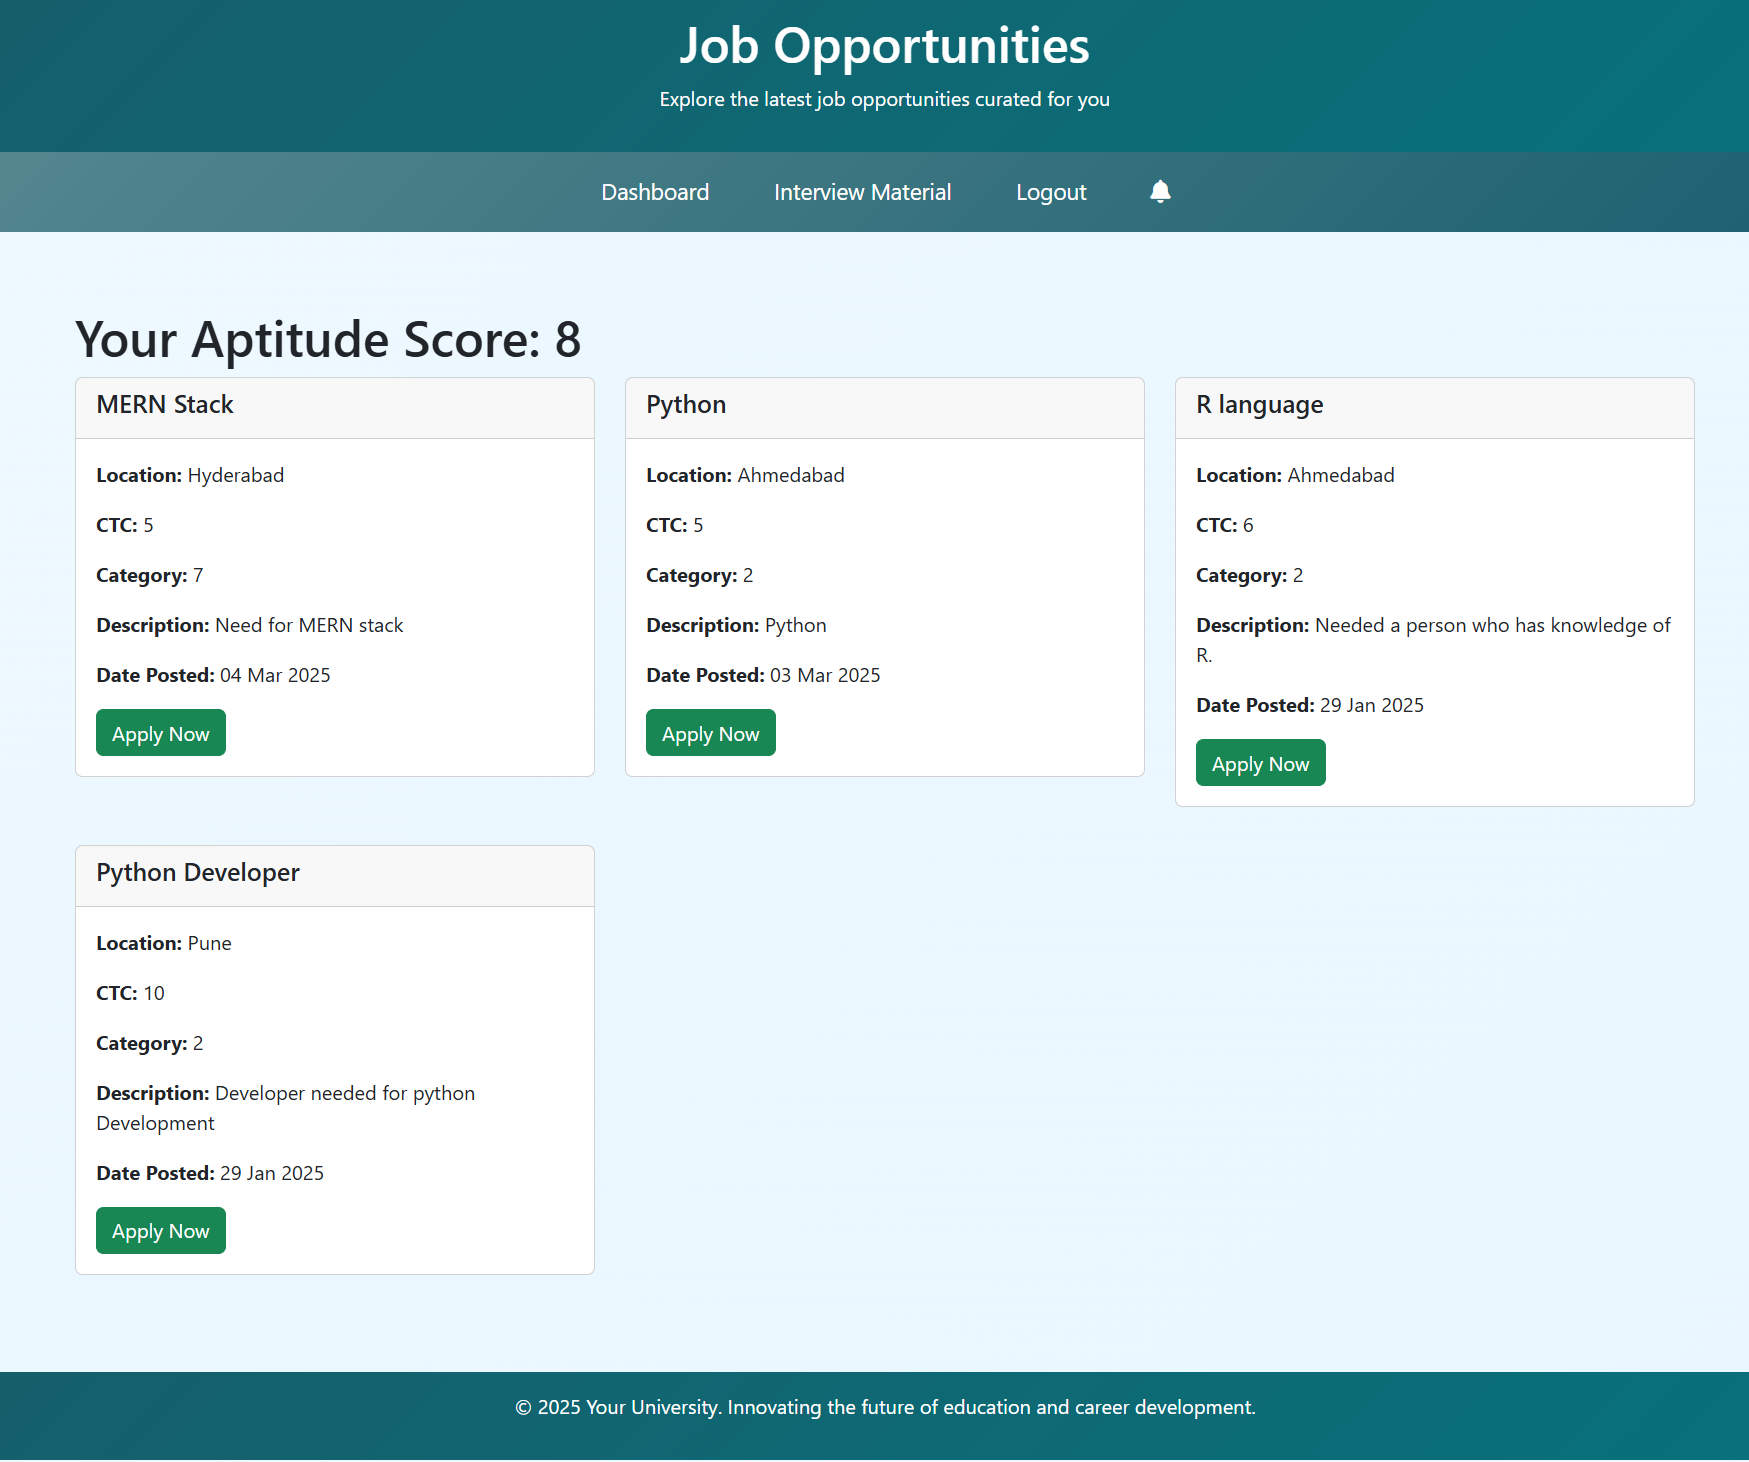 Job Opportunities
Explore the latest job opportunities curated for you
Dashboard Interview Material Logout
Your Aptitude Score: 8
MERN Stack
Location: Hyderabad
CTC: 5
Category: 7
Description: Need for MERN stack
Date Posted: 04 Mar 2025
Apply Now
Python
Location: Ahmedabad
CTC: 5
Category: 2
Description: Python
Date Posted: 03 Mar 2025
Apply Now
R language
Location: Ahmedabad
CTC: 6
Category: 2
Description: Needed a person who has knowledge of
R.
Date Posted: 29 Jan 2025
Apply Now
Python Developer
Location: Pune
CTC: 10
Category: 2
Description: Developer needed for python
Development
Date Posted: 29 Jan 2025
Apply Now
© 2025 Your University. Innovating the future of education and career development.